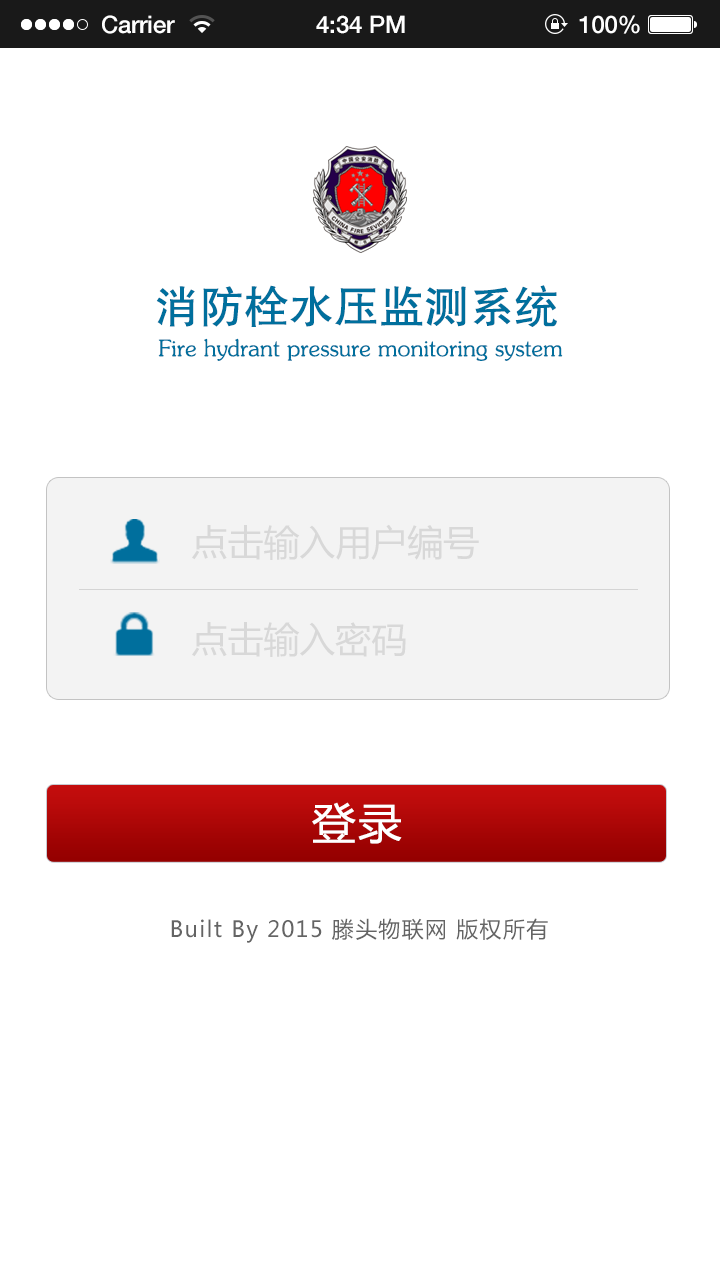 Carrier 4:34 PM 100%
中国公安消防
CHINA FIRE SEVICES
消防栓水压监测系统
Fire hydrant pressure monitoring system
点击输入用户编号
点击输入密码
登录
Built By 2015 滕头物联网 版权所有